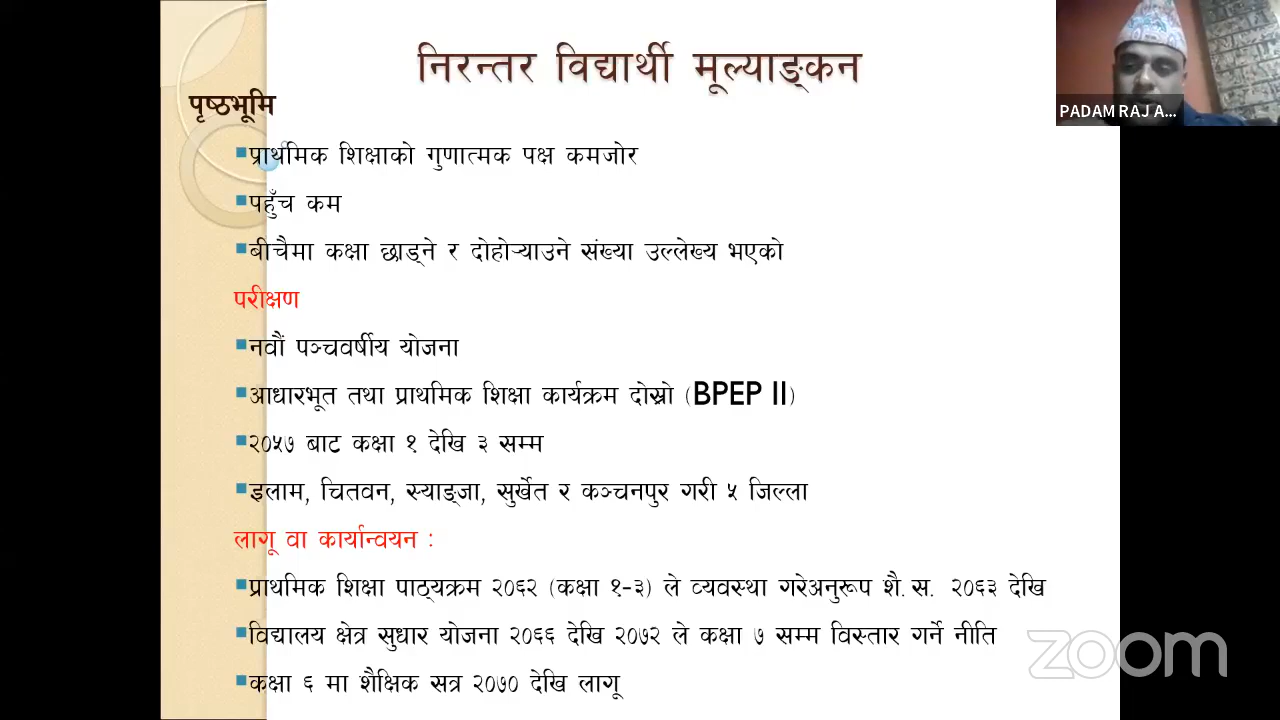 निरन्तर विद्यार्थी मूल्याङ्कन
पृष्ठभूमि
प्राथमिक शिक्षाको गुणात्मक पक्ष कमजोर
पहुँच कम
बीचैमा कक्षा छाड्ने र दोहोऱ्याउने संख्या उल्लेख्य भएको
परीक्षण
नवौं पञ्चवर्षीय योजना
आधारभूत तथा प्राथमिक शिक्षा कार्यक्रम दोस्रो (BPEP II)
२०५७ बाट कक्षा १ देखि ३ सम्म
इलाम, चितवन, स्याङ्जा, सुर्खेत र कञ्चनपुर गरी ५ जिल्ला
लागू वा कार्यान्वयन :
प्राथमिक शिक्षा पाठ्यक्रम २०६२ (कक्षा १-३) ले व्यवस्था गरेअनुरूप शै.स. २०६३ देखि
विद्यालय क्षेत्र सुधार योजना २०६६ देखि २०७२ ले कक्षा ७ सम्म विस्तार गर्ने नीति
कक्षा ६ मा शैक्षिक सत्र २०७० देखि लागू
PADAM RAJ A...
zoom